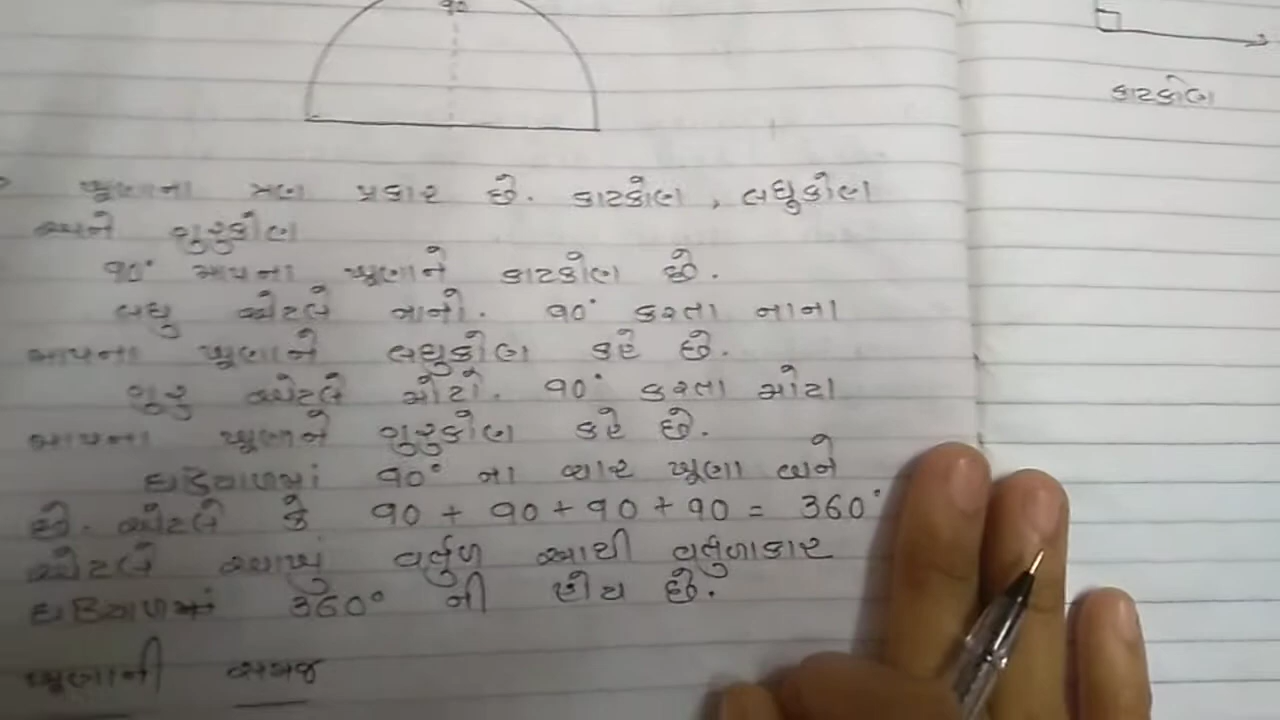 90
કાટકોણ
ખૂણાના ત્રણ પ્રકાર છે. કાટકોણ , લઘુકોણ
અને ગુરુકોણ
90° માપના ખૂણાને કાટકોણ છે.
લઘુ એટલે નાનો. 90° કરતા નાના
માપના ખૂણાને લઘુકોણ કહે છે.
ગુરુ એટલે મોટો. 90° કરતા મોટા
માપના ખૂણાને ગુરુકોણ કહે છે.
ઘડિયાળમાં 90° ના ચાર ખૂણા બને
છે. એટલે કે 90 + 90 + 90 + 90 = 360°
એટલે આખું વર્તુળ આથી વર્તુળાકાર
ઘડિયાળમાં 360° ની હોય છે.
ખૂણાની સમજ